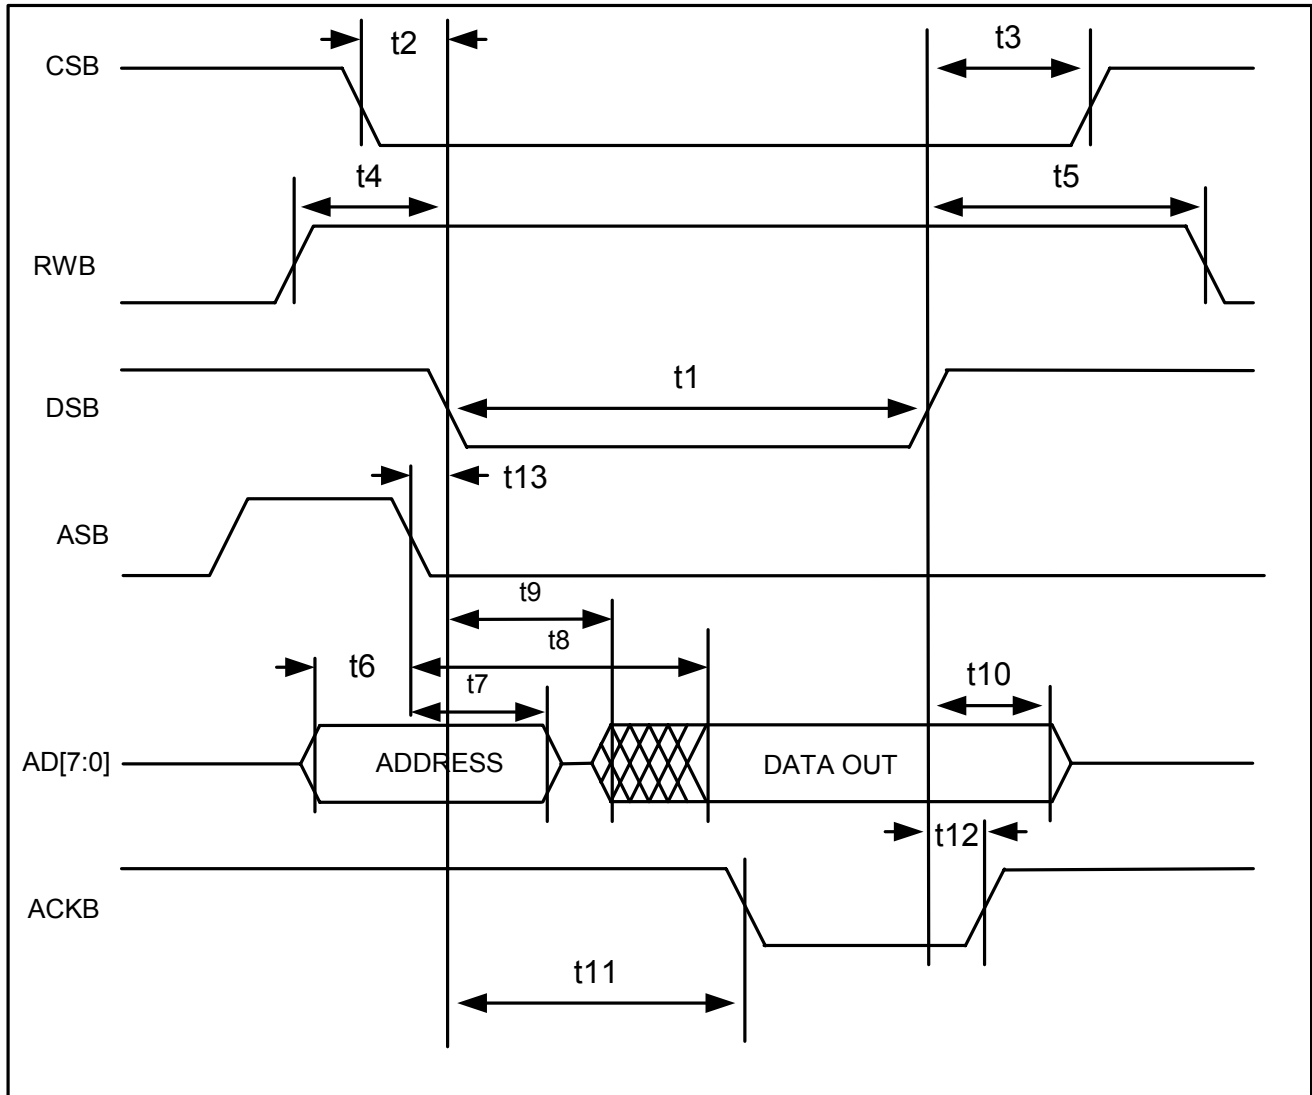 t2
t3
CSB
t4
t5
RWB
t1
DSB
t13
ASB
t9
t8
t6
t7
t10
AD[7:0]
ADDRESS
DATA OUT
t12
ACKB
t11